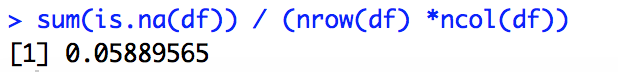 > sum(is.na(df)) / (nrow(df) *ncol(df))
[1] 0.05889565